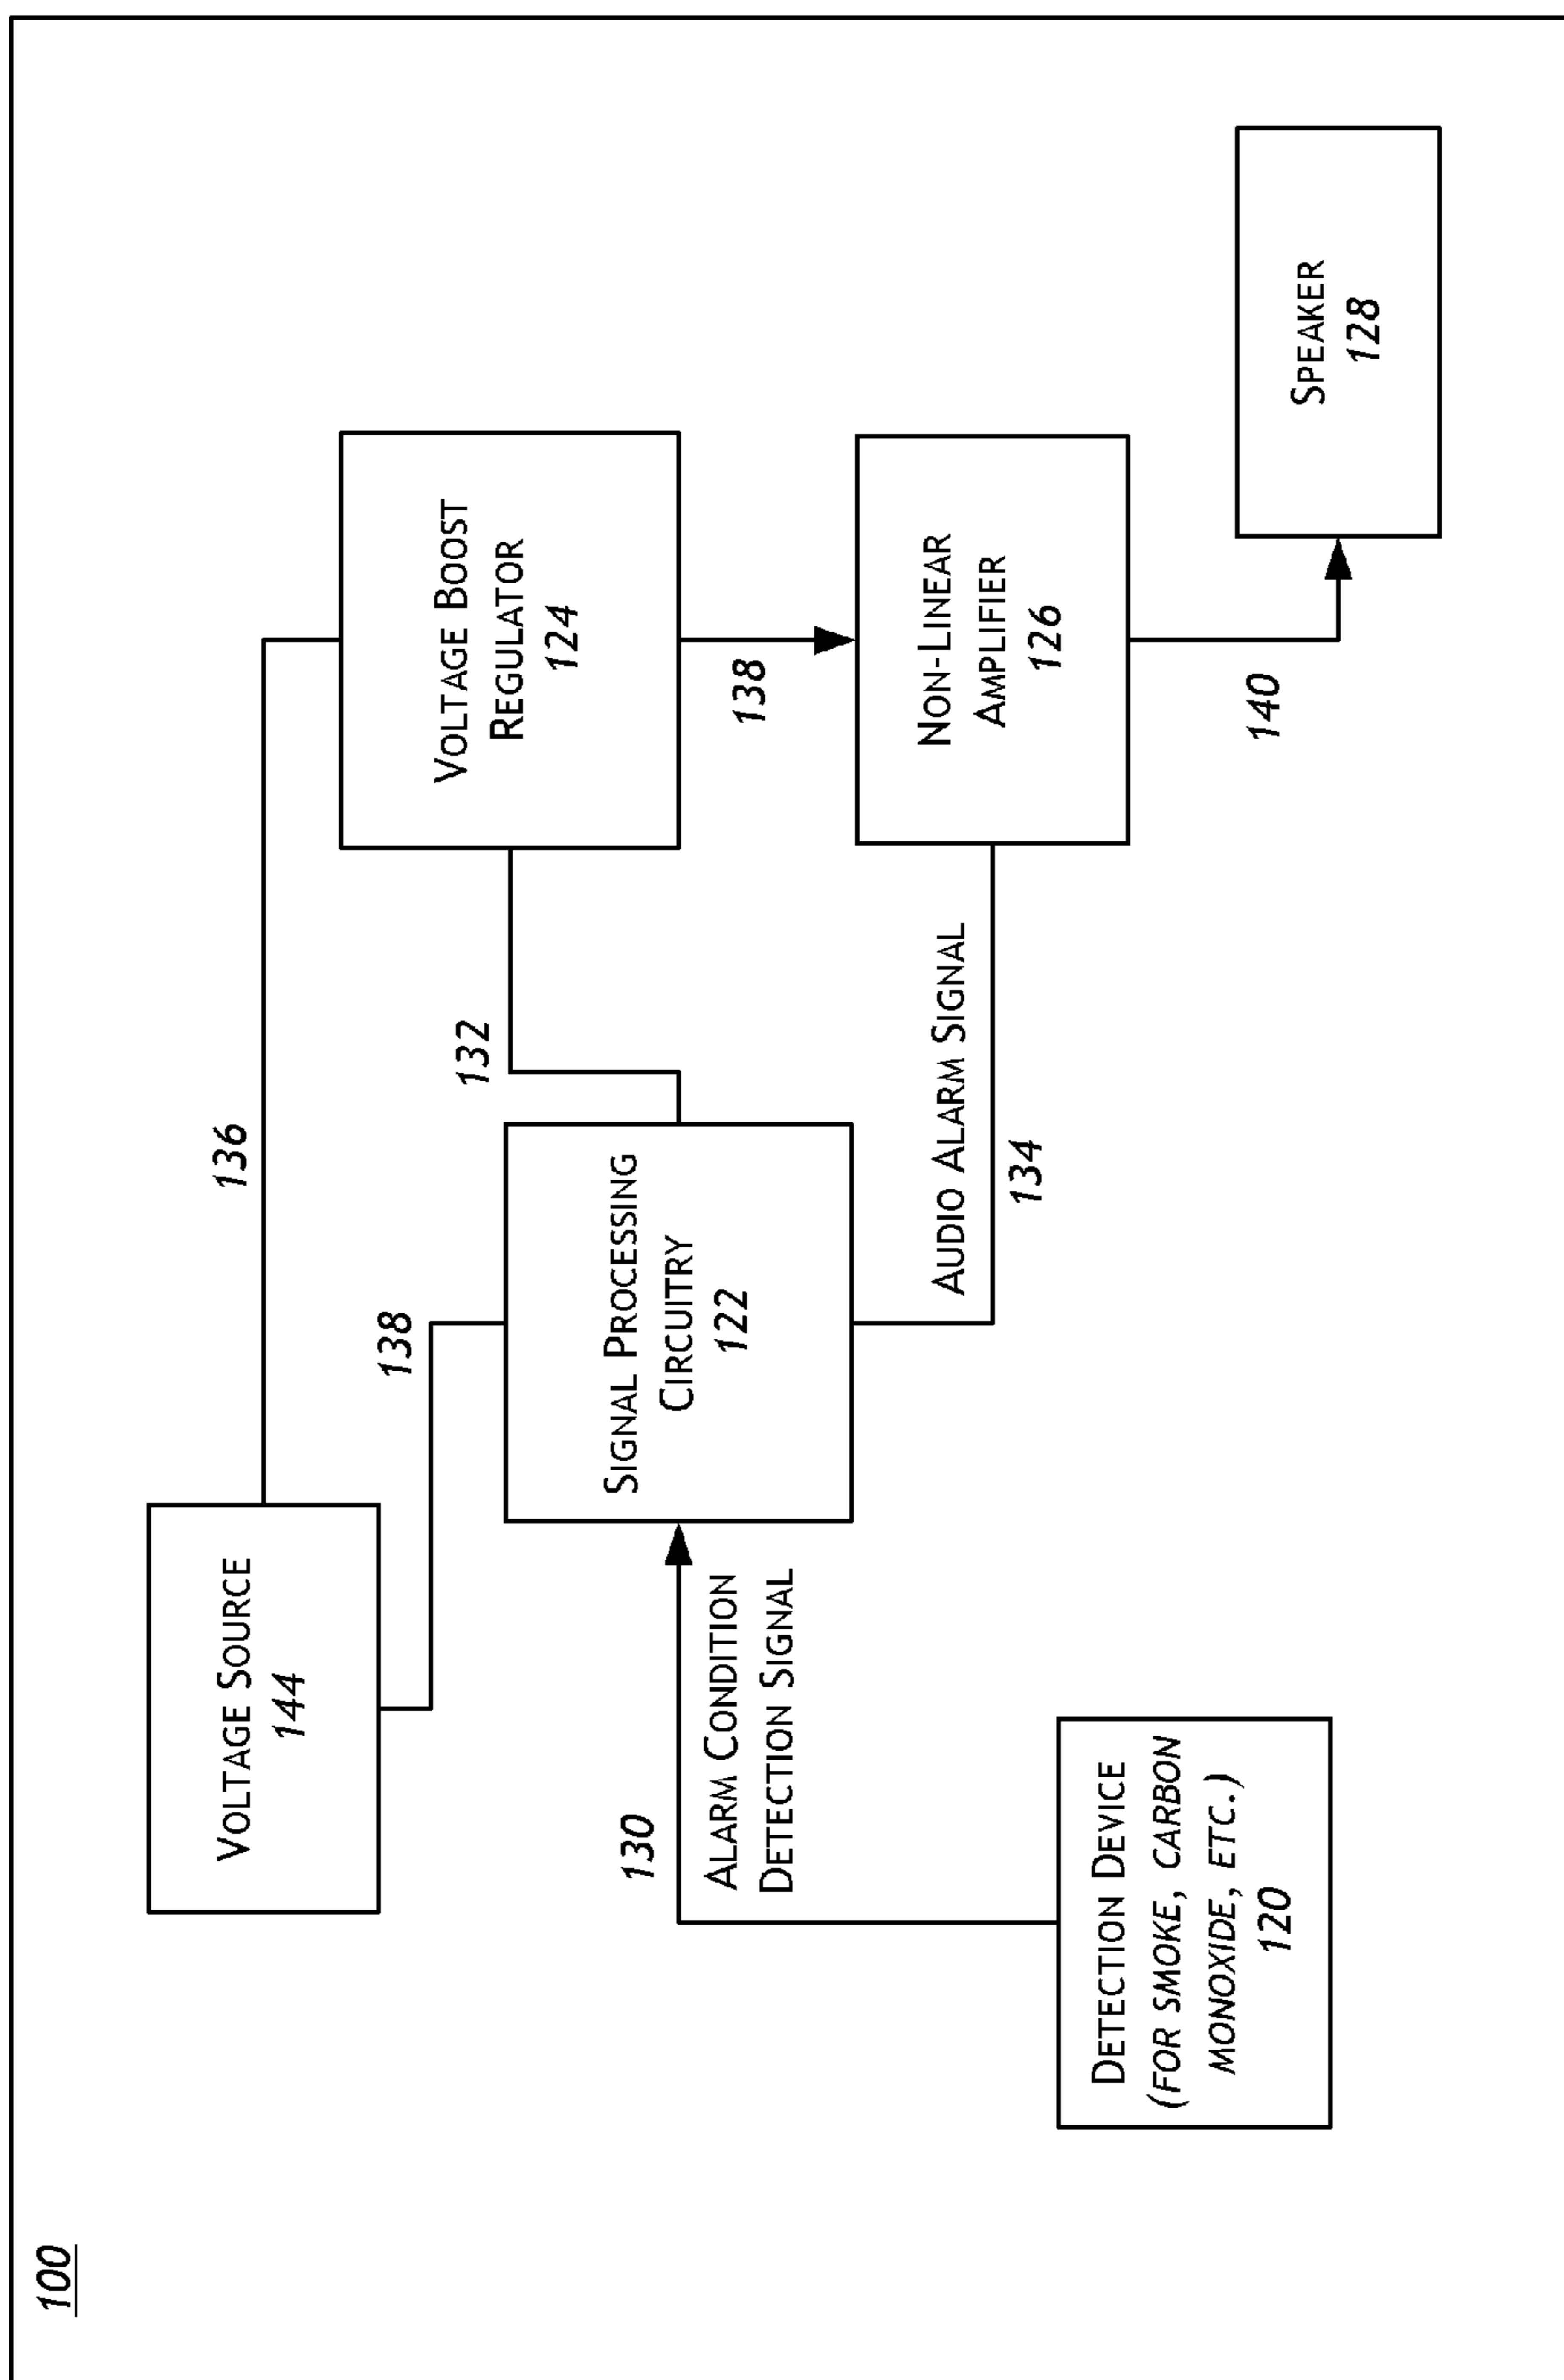 100
VOLTAGE SOURCE
144
136
138
VOLTAGE BOOST
REGULATOR
124
132
SIGNAL PROCESSING
CIRCUITRY
122
138
130
ALARM CONDITION
DETECTION SIGNAL
AUDIO ALARM SIGNAL
134
NON-LINEAR
AMPLIFIER
126
DETECTION DEVICE
(FOR SMOKE, CARBON
MONOXIDE, ETC.)
120
140
SPEAKER
128